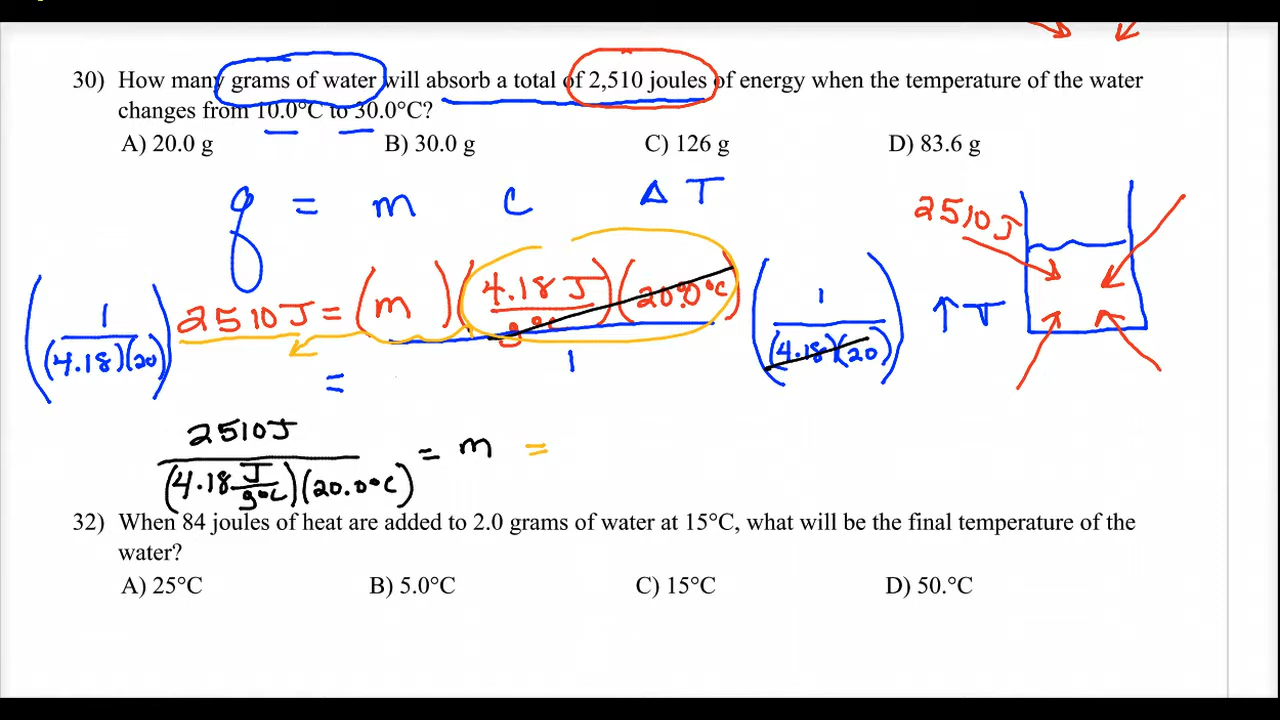 30) How many grams of water will absorb a total of 2,510 joules of energy when the temperature of the water
changes from 10.0°C to 30.0°C?
A) 20.0 g B) 30.0 g C) 126 g D) 83.6 g
q = m C Δ T
2510J
(1/(4.18)(20)) 2510J = (m) (4.18 J/g°C)(20.0°C) (1/(4.18)(20))
↑T
= 1
2510J/(4.18 J/g°C)(20.0°C) = m =
32) When 84 joules of heat are added to 2.0 grams of water at 15°C, what will be the final temperature of the
water?
A) 25°C B) 5.0°C C) 15°C D) 50.°C